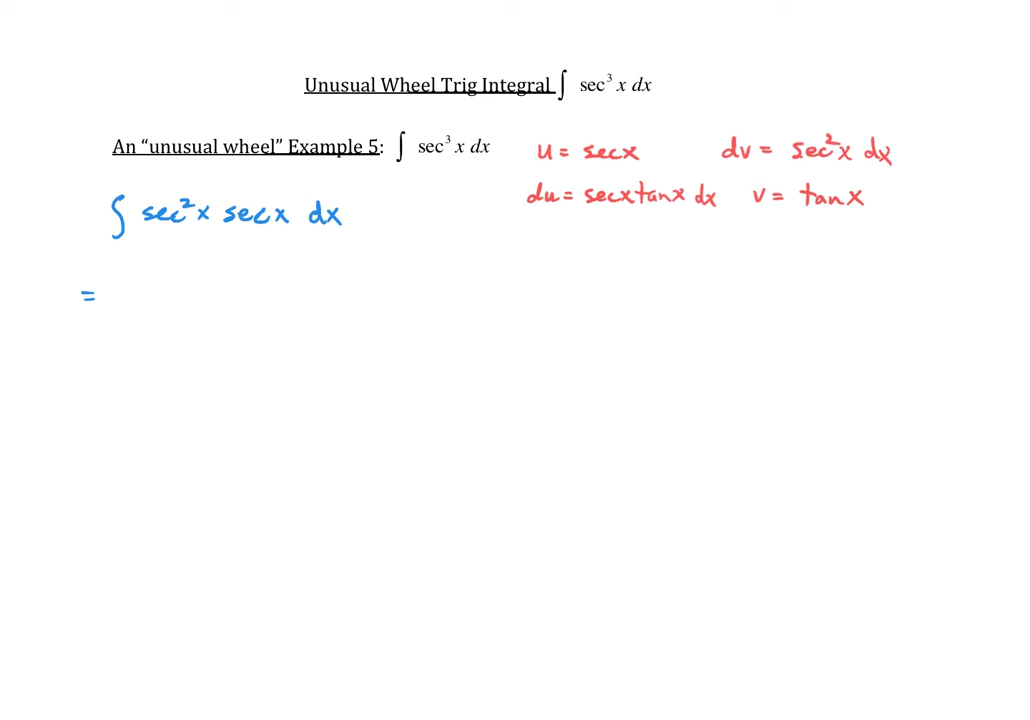 Unusual Wheel Trig Integral ∫ sec³ x dx
An “unusual wheel” Example 5: ∫ sec³ x dx
u = secx dv = sec²x dx
du = secxtanx dx v = tanx
∫ sec²x secx dx
=